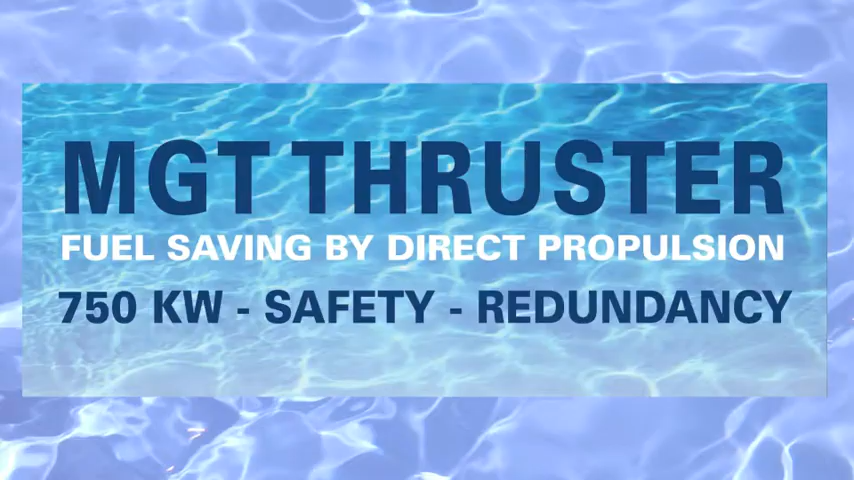 MGT THRUSTER
FUEL SAVING BY DIRECT PROPULSION
750 KW - SAFETY - REDUNDANCY